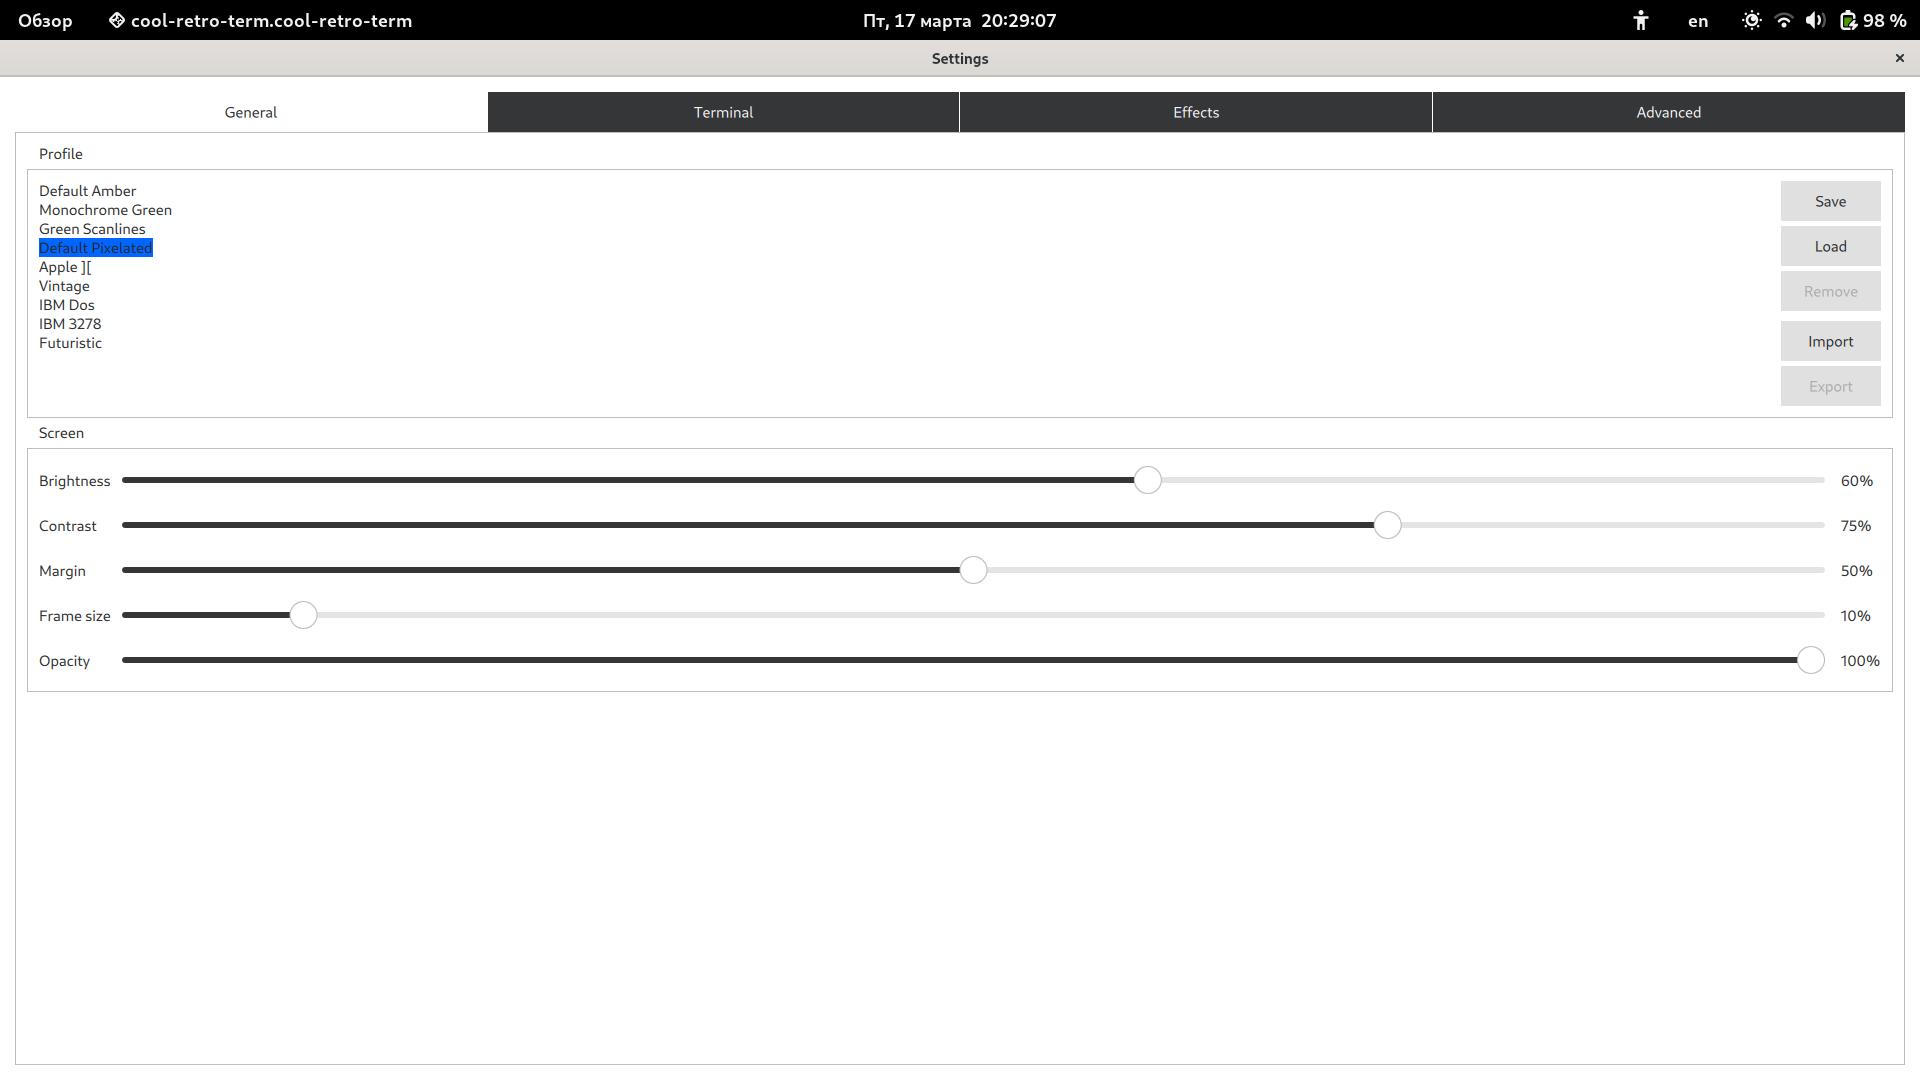 Обзор cool-retro-term.cool-retro-term Пт, 17 марта 20:29:07 en 98 %
Settings
General Terminal Effects Advanced
Profile
Default Amber
Monochrome Green
Green Scanlines
Default Pixelated
Apple ][
Vintage
IBM Dos
IBM 3278
Futuristic
Save
Load
Remove
Import
Export
Screen
Brightness 60%
Contrast 75%
Margin 50%
Frame size 10%
Opacity 100%